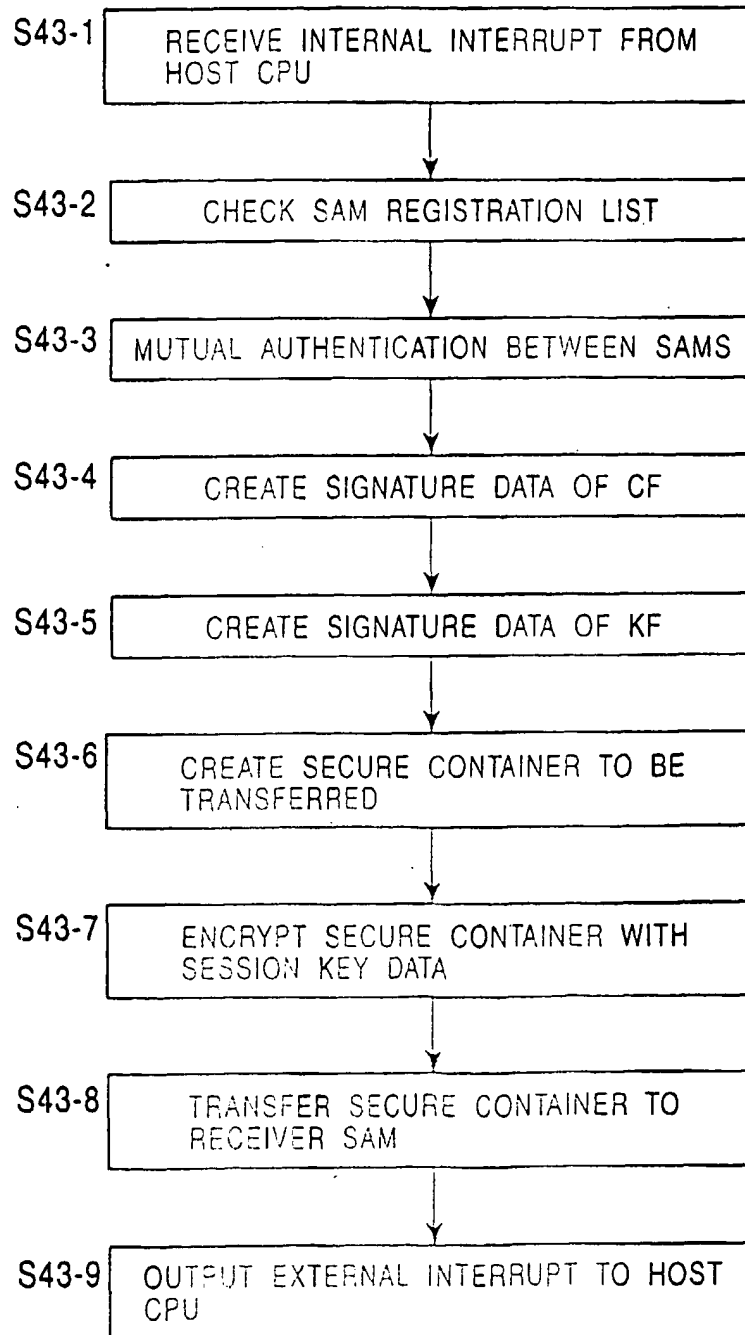 S43-1
RECEIVE INTERNAL INTERRUPT FROM
HOST CPU
S43-2
CHECK SAM REGISTRATION LIST
S43-3
MUTUAL AUTHENTICATION BETWEEN SAMS
S43-4
CREATE SIGNATURE DATA OF CF
S43-5
CREATE SIGNATURE DATA OF KF
S43-6
CREATE SECURE CONTAINER TO BE
TRANSFERRED
S43-7
ENCRYPT SECURE CONTAINER WITH
SESSION KEY DATA
S43-8
TRANSFER SECURE CONTAINER TO
RECEIVER SAM
S43-9
OUTPUT EXTERNAL INTERRUPT TO HOST
CPU